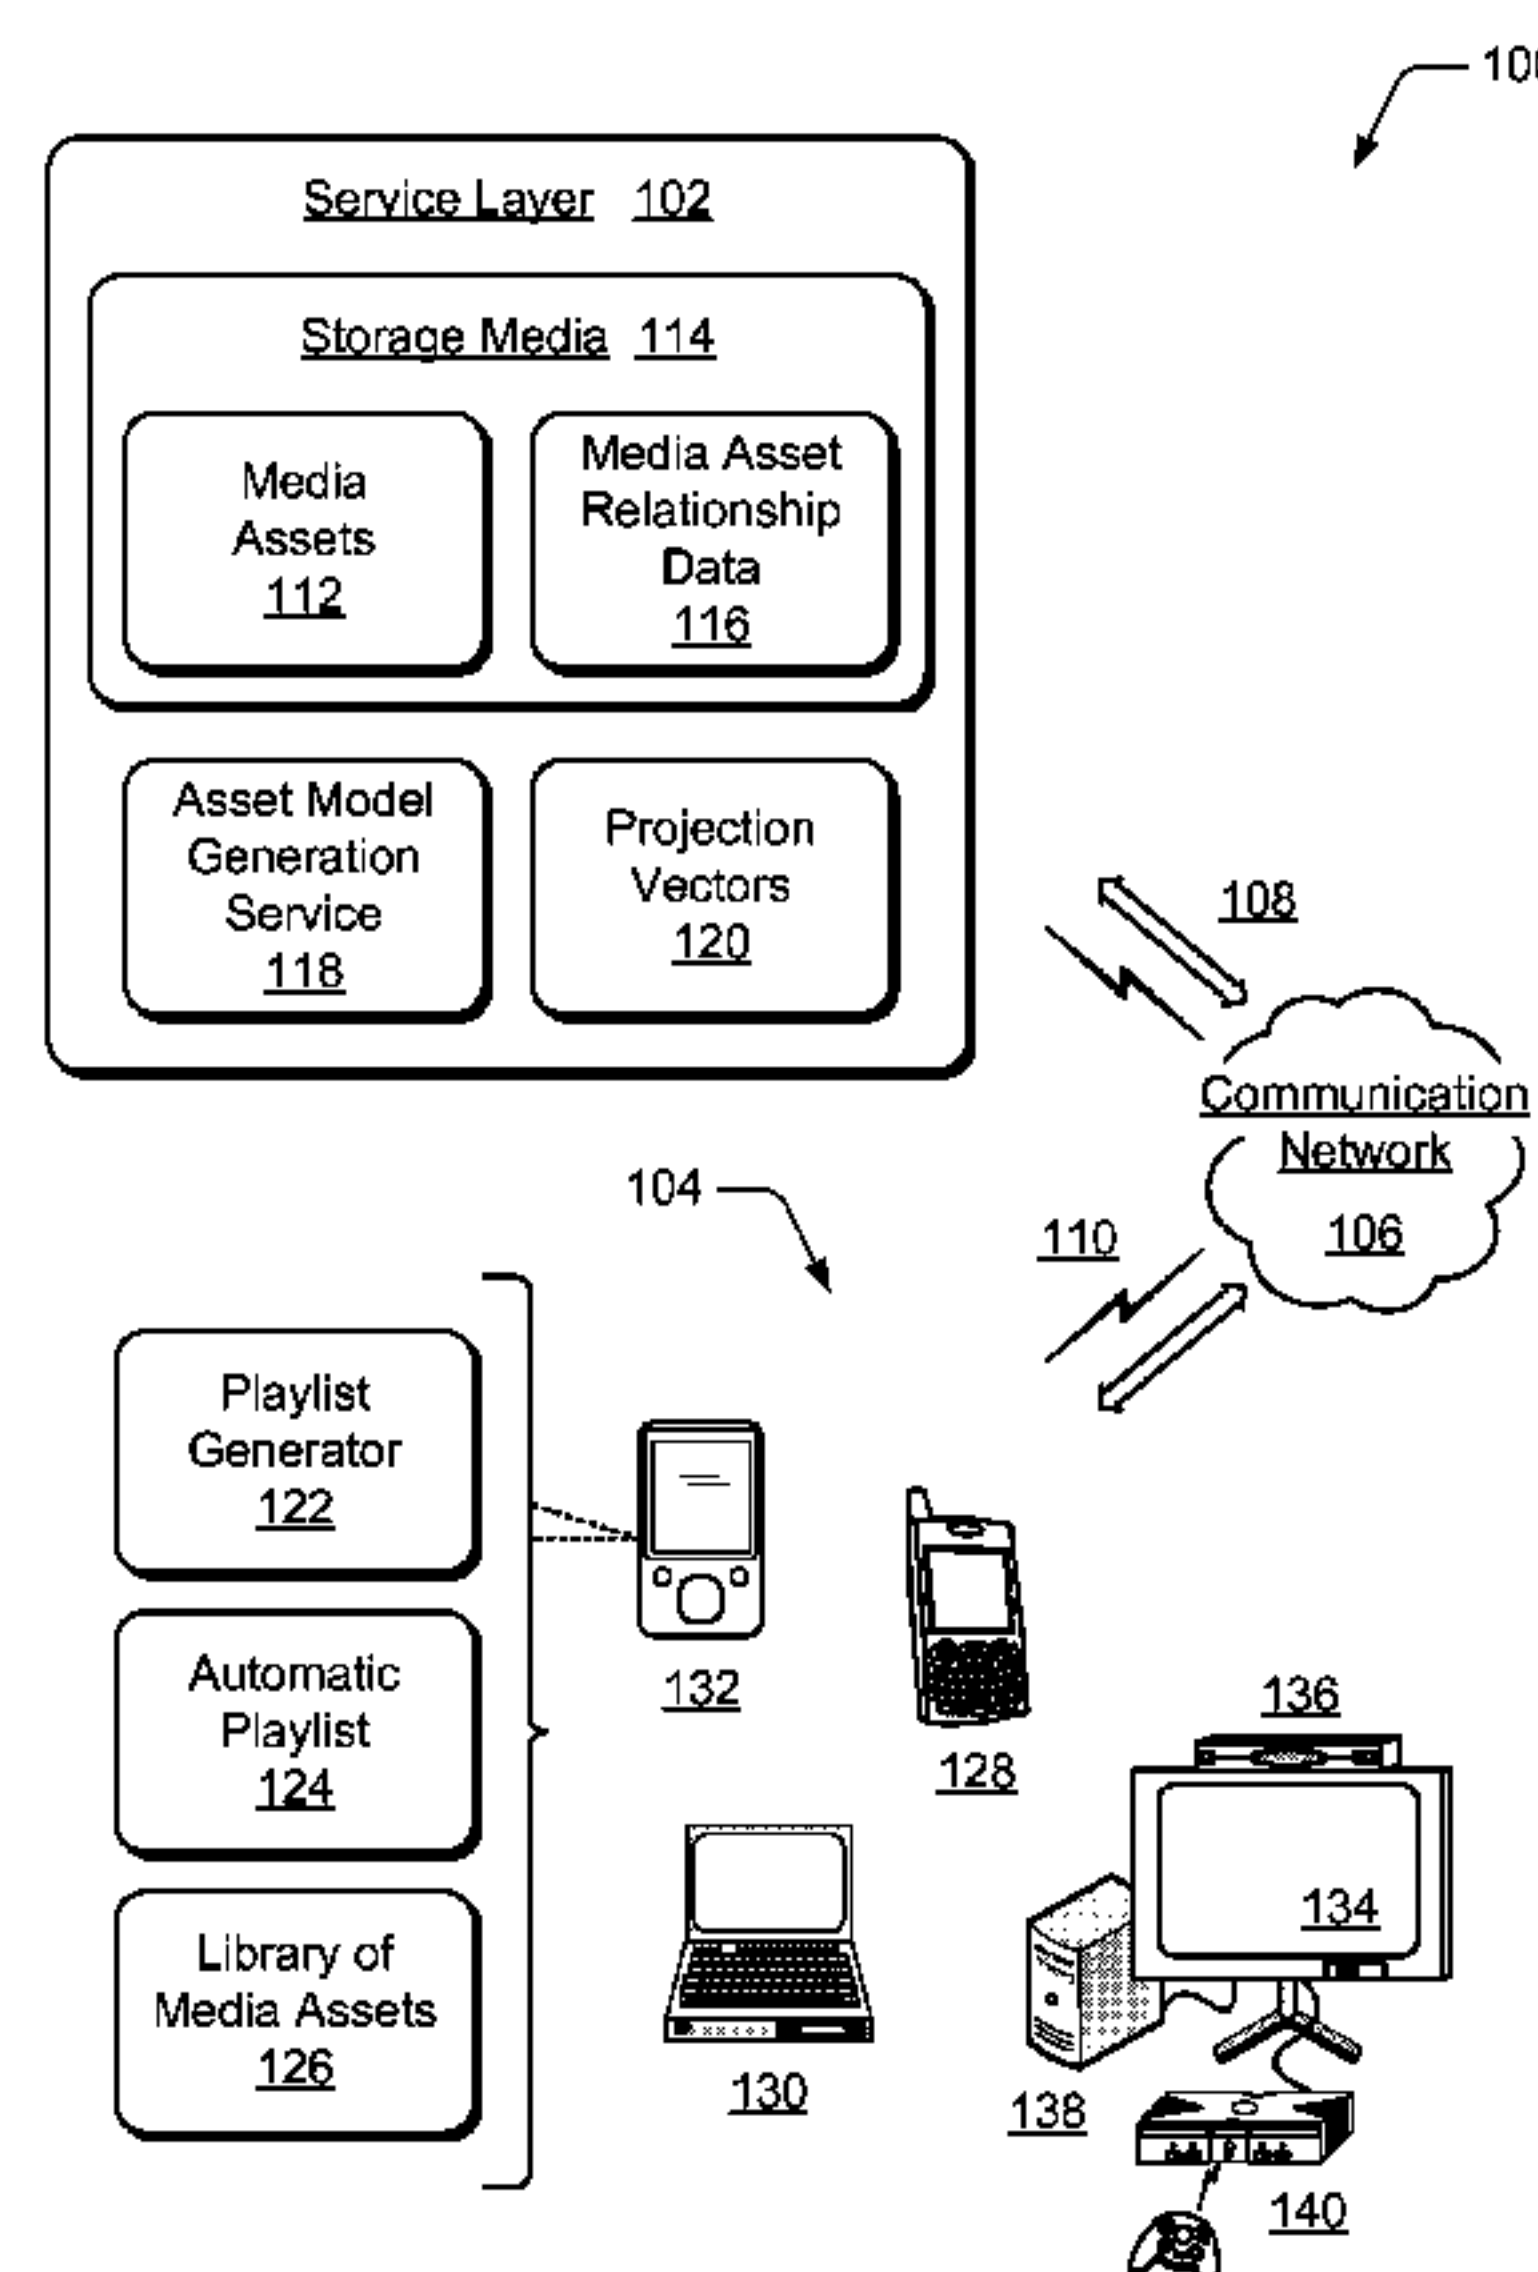 Service Layer 102
Storage Media 114
Media
Assets
112
Media Asset
Relationship
Data
116
Asset Model
Generation
Service
118
Projection
Vectors
120
108
Communication
Network
106
104
110
Playlist
Generator
122
Automatic
Playlist
124
Library of
Media Assets
126
132
128
136
134
130
138
140